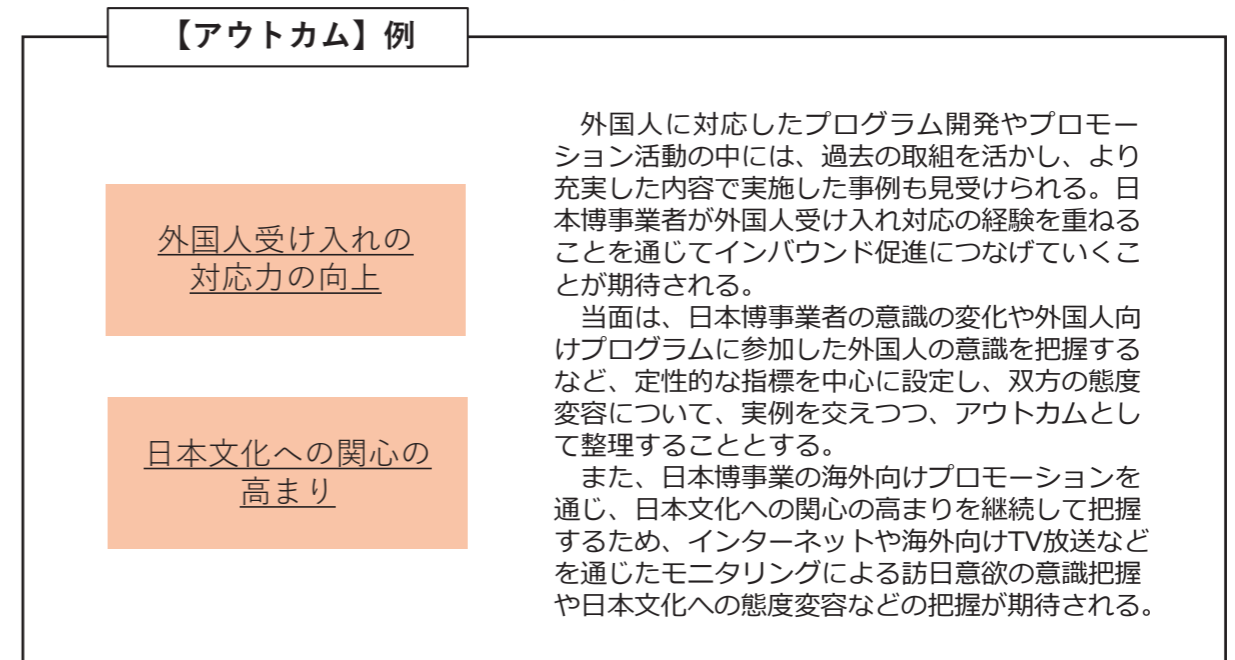 【アウトカム】例
外国人受け入れの
対応力の向上
日本文化への関心の
高まり
　外国人に対応したプログラム開発やプロモー
ション活動の中には、過去の取組を活かし、より
充実した内容で実施した事例も見受けられる。日
本博事業者が外国人受け入れ対応の経験を重ねる
ことを通じてインバウンド促進につなげていくこ
とが期待される。
　当面は、日本博事業者の意識の変化や外国人向
けプログラムに参加した外国人の意識を把握する
など、定性的な指標を中心に設定し、双方の態度
変容について、実例を交えつつ、アウトカムとし
て整理することとする。
　また、日本博事業の海外向けプロモーションを
通じ、日本文化への関心の高まりを継続して把握
するため、インターネットや海外向けTV放送など
を通じたモニタリングによる訪日意欲の意識把握
や日本文化への態度変容などの把握が期待される。